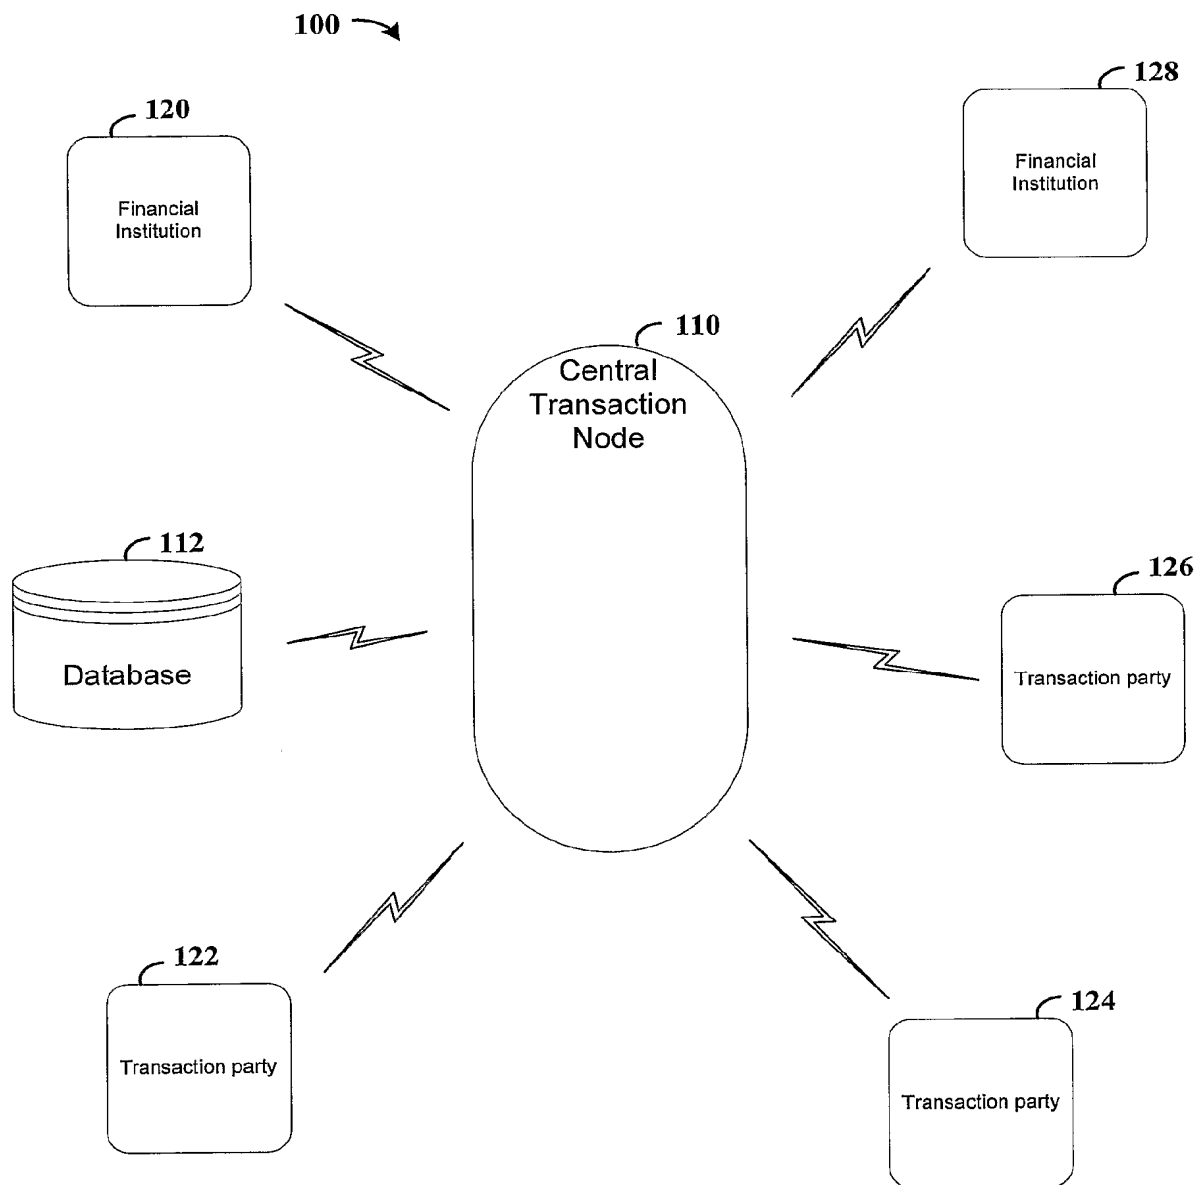 100
120
Financial
Institution
128
Financial
Institution
110
Central
Transaction
Node
112
Database
126
Transaction party
122
Transaction party
124
Transaction party